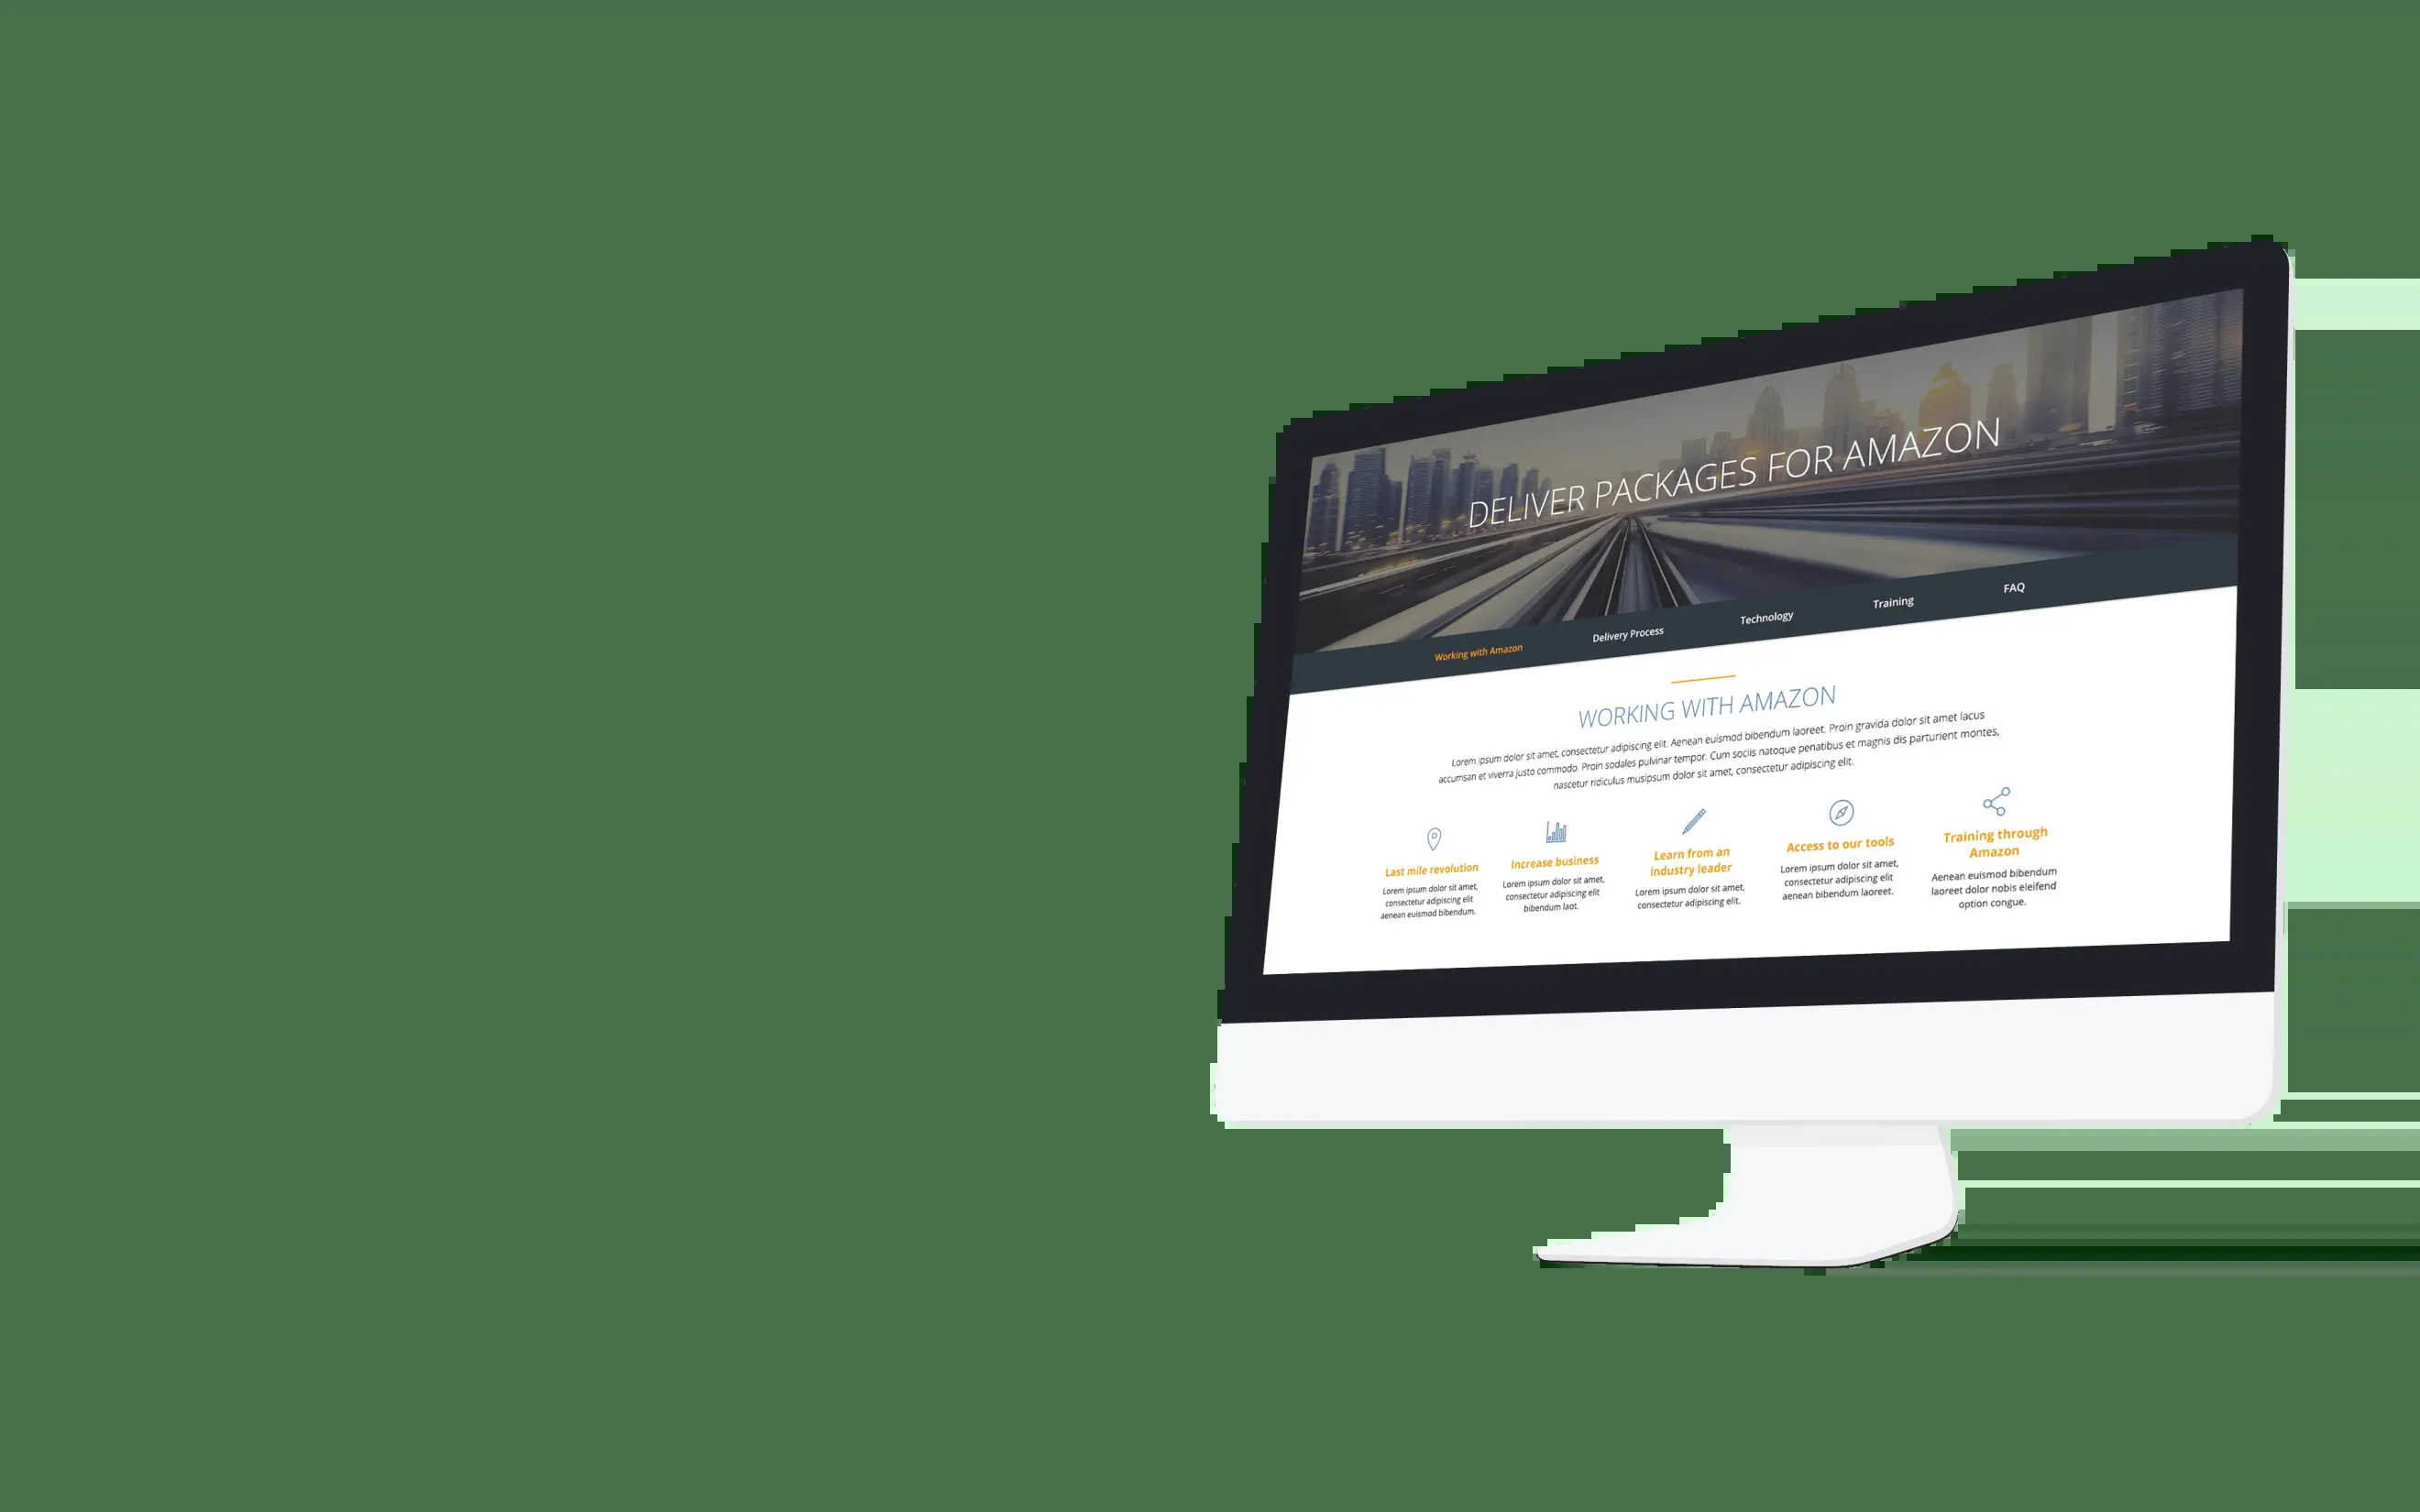 DELIVER PACKAGES FOR AMAZON
Working with Amazon
Delivery Process
Technology
Training
FAQ
WORKING WITH AMAZON
Lorem ipsum dolor sit amet, consectetur adipiscing elit. Aenean euismod bibendum laoreet. Proin gravida dolor sit amet lacus
accumsan et viverra justo commodo. Proin sodales pulvinar tempor. Cum sociis natoque penatibus et magnis dis parturient montes,
nascetur ridiculus musipsum dolor sit amet, consectetur adipiscing elit.
Last mile revolution
Lorem ipsum dolor sit amet,
consectetur adipiscing elit
aenean euismod bibendum.
Increase business
Lorem ipsum dolor sit amet,
consectetur adipiscing elit
bibendum laot.
Learn from an
industry leader
Lorem ipsum dolor sit amet,
consectetur adipiscing elit.
Access to our tools
Lorem ipsum dolor sit amet,
consectetur adipiscing elit
aenean bibendum laoreet.
Training through
Amazon
Aenean euismod bibendum
laoreet dolor nobis eleifend
option congue.